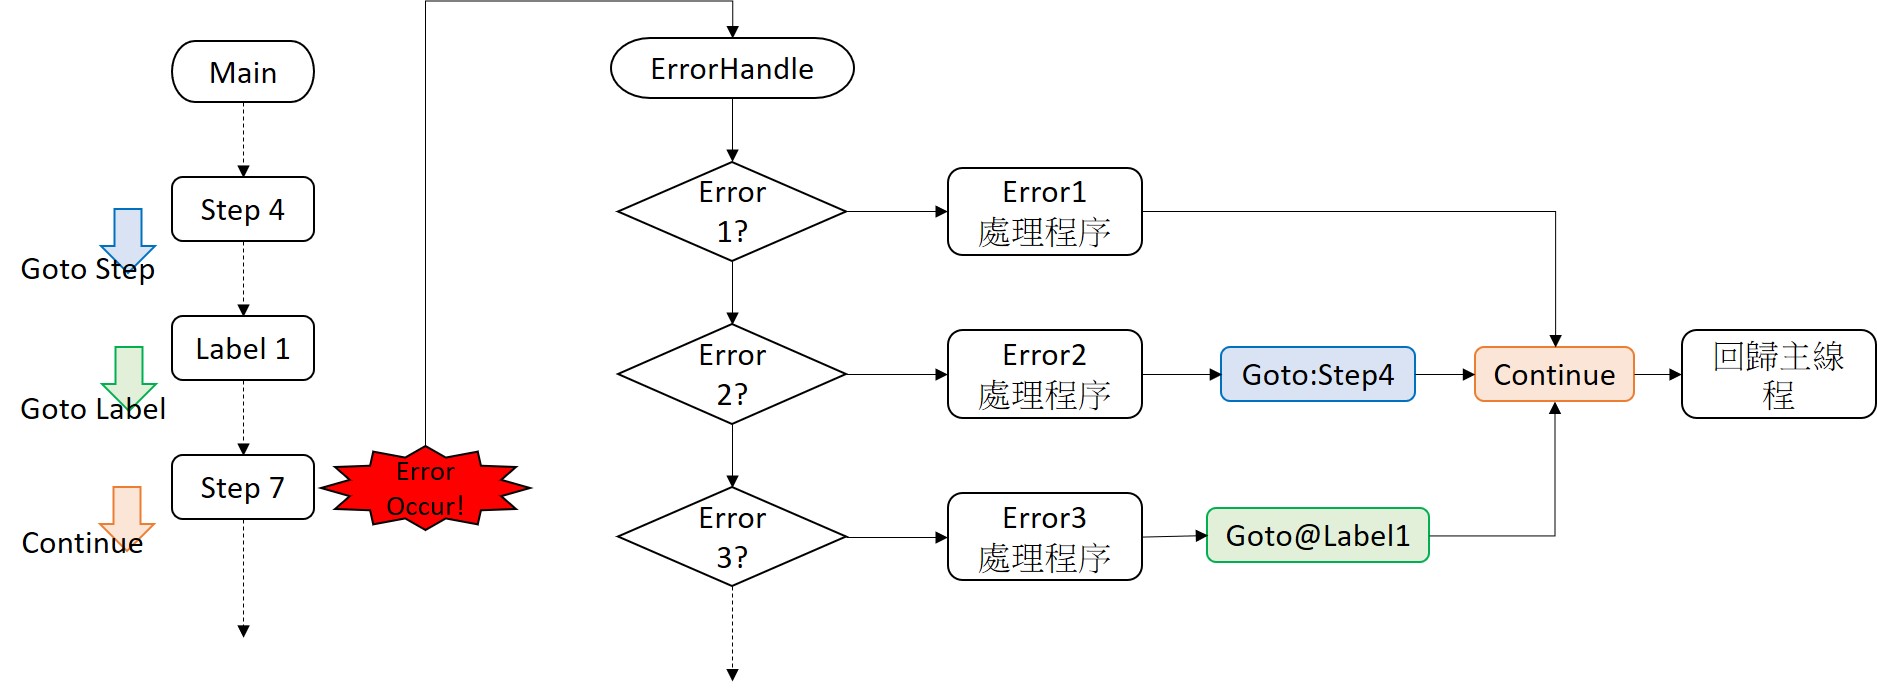 Main
Step 4
Goto Step
Label 1
Goto Label
Step 7
Continue
Error
Occur!
ErrorHandle
Error
1?
Error1
處理程序
Error
2?
Error2
處理程序
Goto:Step4
Continue
回歸主線
程
Error
3?
Error3
處理程序
Goto@Label1